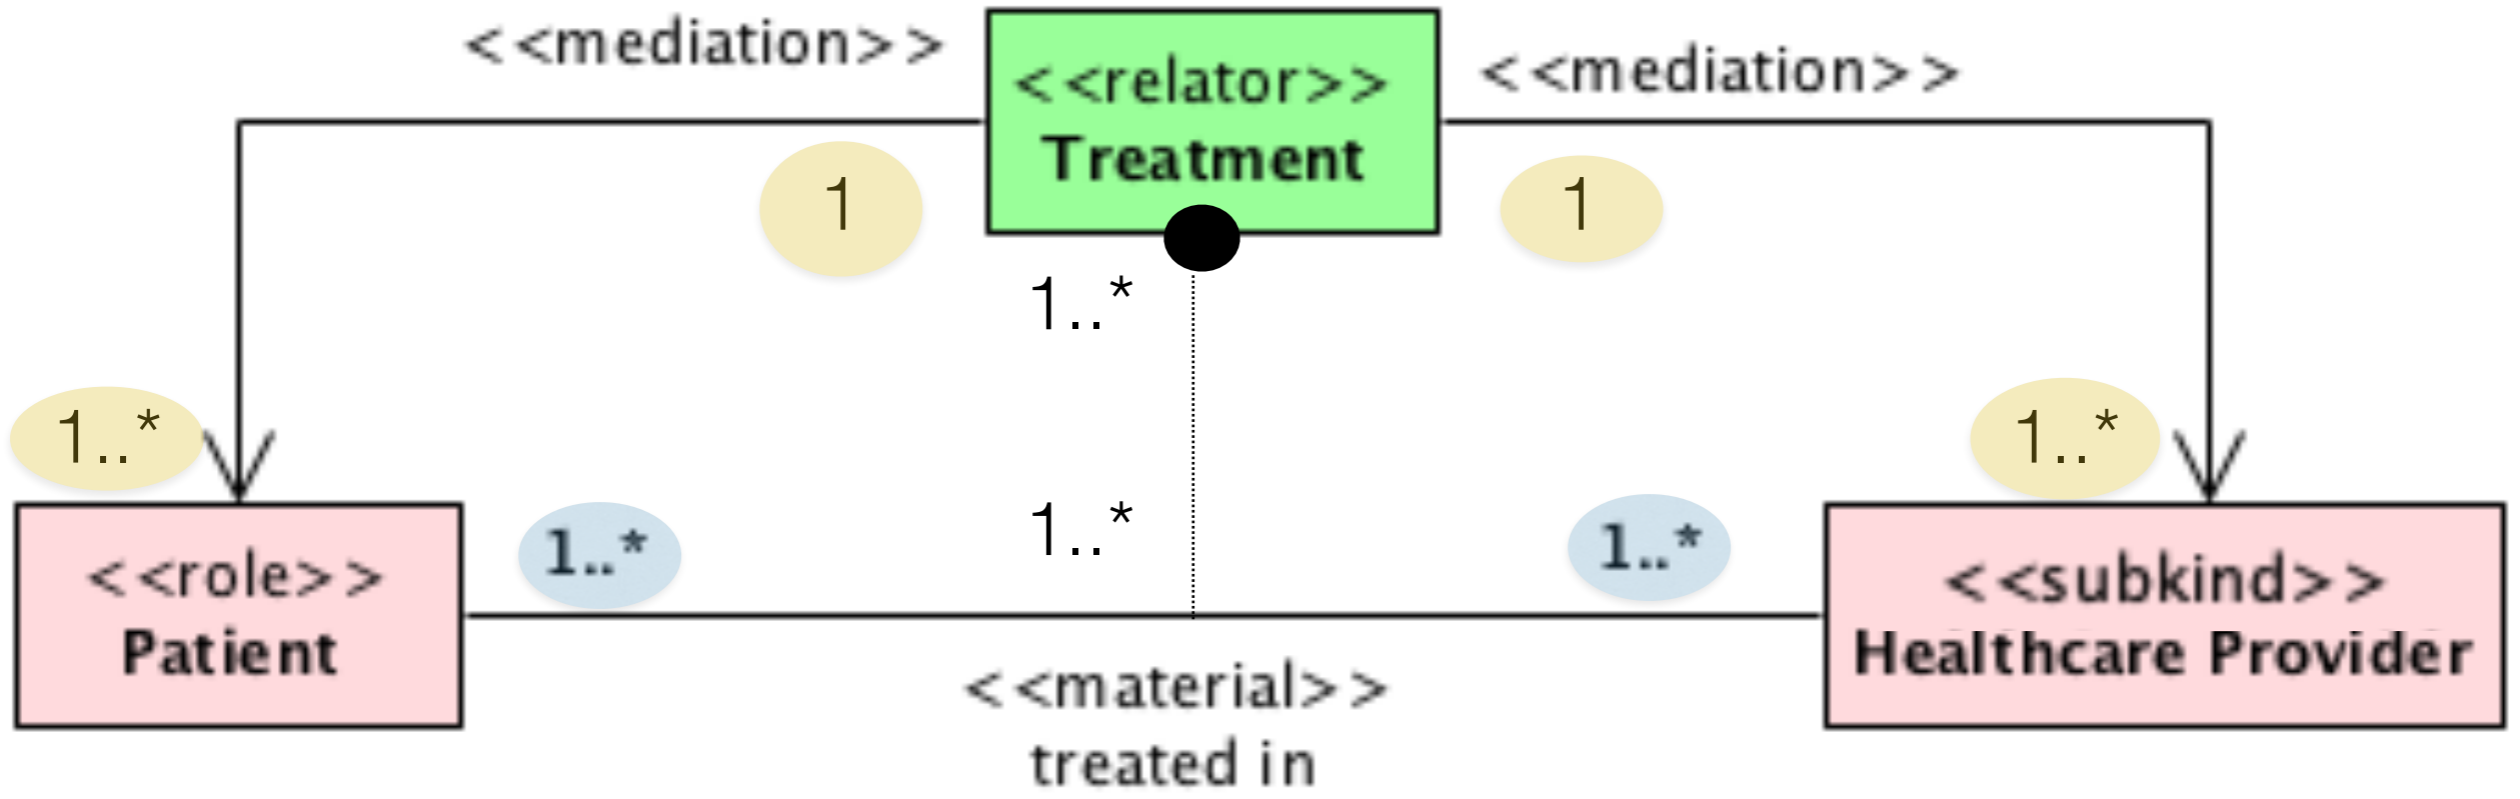 <<mediation>>
<<relator>>
Treatment
<<mediation>>
1
1
1..*
1..*
1..*
1..*
1..*
1..*
<<role>>
Patient
<<subkind>>
Healthcare Provider
<<material>>
treated in